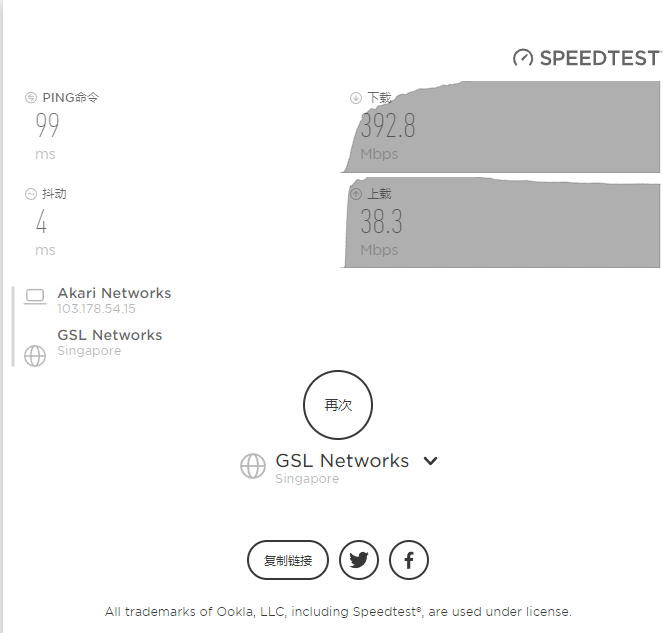 SPEEDTEST
PING命令
99
ms
下载
392.8
Mbps
抖动
4
ms
上载
38.3
Mbps
Akari Networks
103.178.54.15
GSL Networks
Singapore
再次
GSL Networks
Singapore
复制链接
All trademarks of Ookla, LLC, including Speedtest®, are used under license.